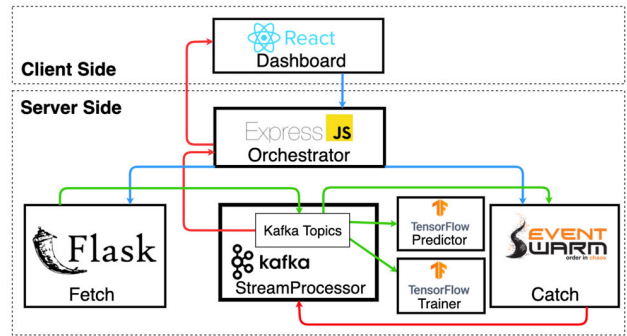 React
Dashboard
Client Side
Server Side
Express JS
Orchestrator
Flask
Fetch
Kafka Topics
kafka
StreamProcessor
TensorFlow
Predictor
TensorFlow
Trainer
EVENT
SWARM
order in chaos
Catch